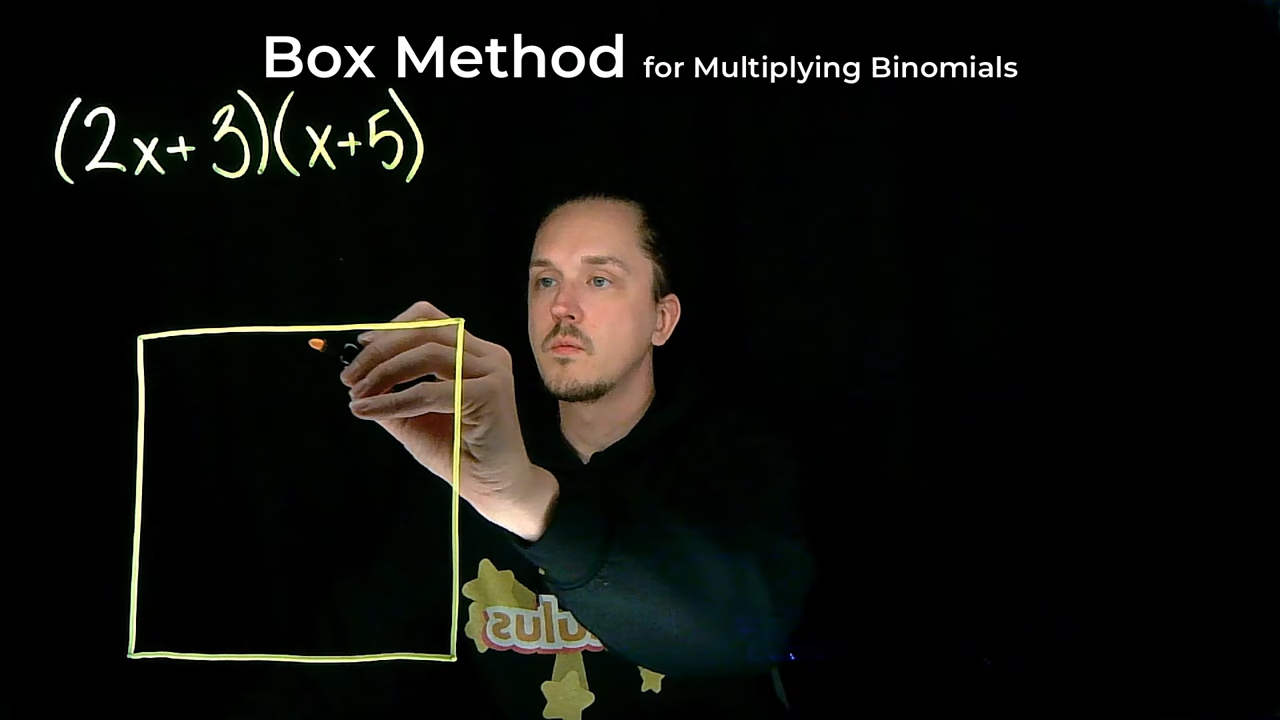 Box Method for Multiplying Binomials
(2x+3)(x+5)